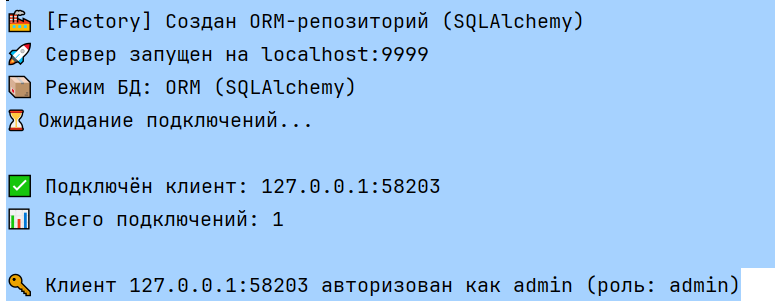 🏭 [Factory] Создан ORM-репозиторий (SQLAlchemy)
🚀 Сервер запущен на localhost:9999
📦 Режим БД: ORM (SQLAlchemy)
⏳ Ожидание подключений...
✅ Подключён клиент: 127.0.0.1:58203
📊 Всего подключений: 1
🔑 Клиент 127.0.0.1:58203 авторизован как admin (роль: admin)